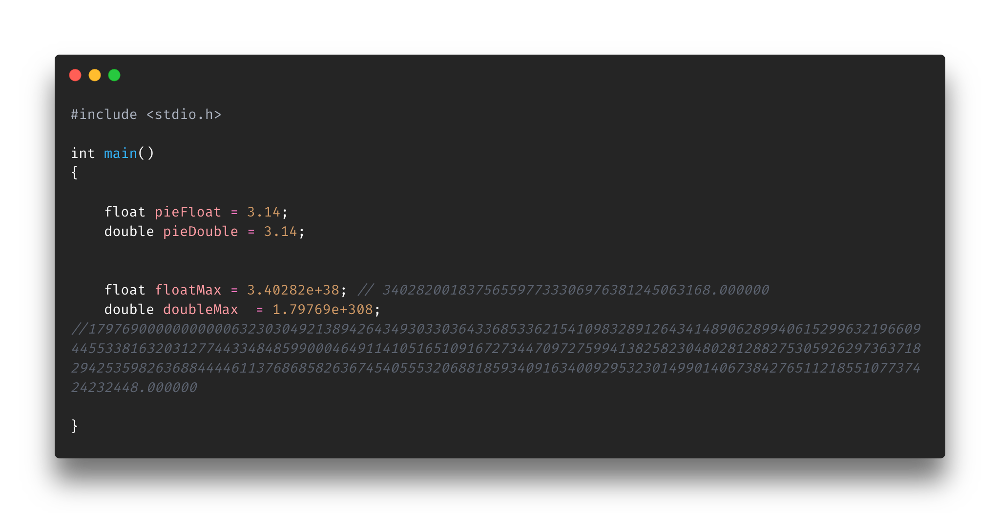 #include <stdio.h>
int main()
{
float pieFloat = 3.14;
double pieDouble = 3.14;
float floatMax = 3.40282e+38; // 340282001837565597733306976381245063168.000000
double doubleMax  = 1.79769e+308;
//1797690000000000006323030492138942643493033036433685336215410983289126434148906289940615299632196609
44553381632031277443348485990004649114105165109167273447097275994138258230480281288275305926297363718
29425359826368844446113768685826367454055532068818593409163400929532301499014067384276511218551077374
24232448.000000
}